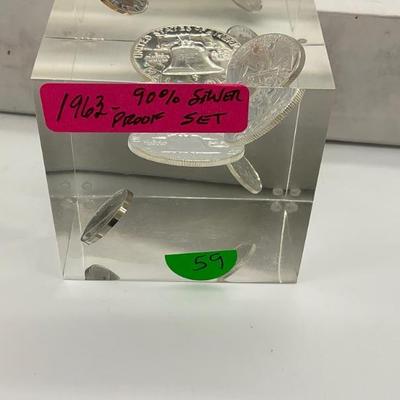 1963- 90% SILVER
PROOF SET
59